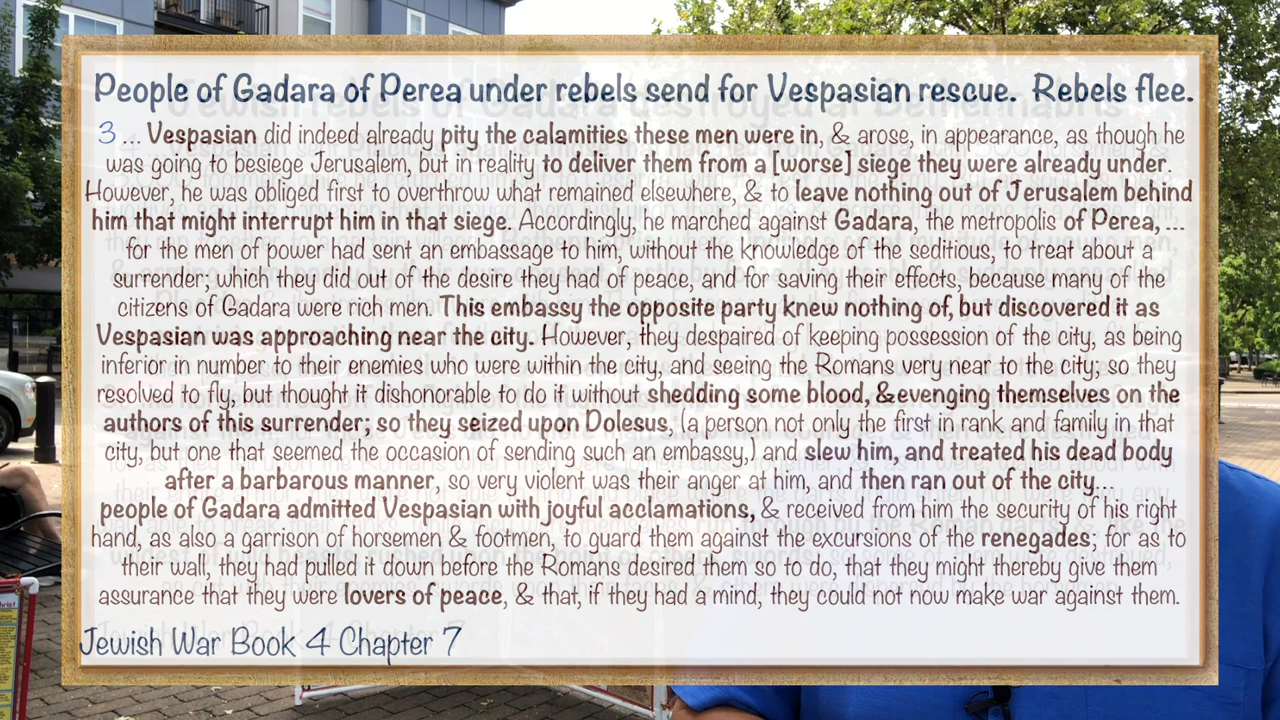 People of Gadara of Perea under rebels send for Vespasian rescue. Rebels flee.
3 ... Vespasian did indeed already pity the calamities these men were in, & arose, in appearance, as though he
was going to besiege Jerusalem, but in reality to deliver them from a [worse] siege they were already under.
However, he was obliged first to overthrow what remained elsewhere, & to leave nothing out of Jerusalem behind
him that might interrupt him in that siege. Accordingly, he marched against Gadara, the metropolis of Perea, ...
for the men of power had sent an embassage to him, without the knowledge of the seditious, to treat about a
surrender; which they did out of the desire they had of peace, and for saving their effects, because many of the
citizens of Gadara were rich men. This embassy the opposite party knew nothing of, but discovered it as
Vespasian was approaching near the city. However, they despaired of keeping possession of the city, as being
inferior in number to their enemies who were within the city, and seeing the Romans very near to the city; so they
resolved to fly, but thought it dishonorable to do it without shedding some blood, &evenging themselves on the
authors of this surrender; so they seized upon Dolesus, (a person not only the first in rank and family in that
city, but one that seemed the occasion of sending such an embassy,) and slew him, and treated his dead body
after a barbarous manner, so very violent was their anger at him, and then ran out of the city...
people of Gadara admitted Vespasian with joyful acclamations, & received from him the security of his right
hand, as also a garrison of horsemen & footmen, to guard them against the excursions of the renegades; for as to
their wall, they had pulled it down before the Romans desired them so to do, that they might thereby give them
assurance that they were lovers of peace, & that, if they had a mind, they could not now make war against them.
Jewish War Book 4 Chapter 7